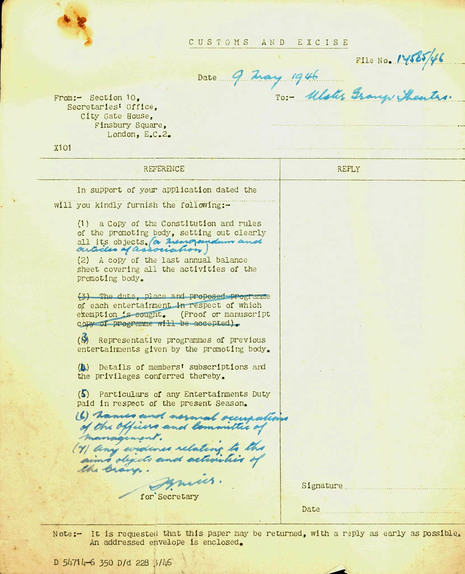 CUSTOMS AND EXCISE
File No. 14525/46
Date 9 May 1946
From:- Section 10,
Secretaries' Office,
City Gate House,
Finsbury Square,
London, E.C.2.
To:- Ulster Group Theatre.
X101
REFERENCE
REPLY
In support of your application dated the
will you kindly furnish the following:-
(1) a Copy of the Constitution and rules
of the promoting body, setting out clearly
all its objects. (a Memorandum and
articles of Association)
(2) A copy of the last annual balance
sheet covering all the activities of the
promoting body.
(3) The date, place and proposed programme
of each entertainment in respect of which
exemption is sought. (Proof or manuscript
copy of programme will be accepted).
(3) Representative programmes of previous
entertainments given by the promoting body.
(4) Details of members' subscriptions and
the privileges conferred thereby.
(5) Particulars of any Entertainments Duty
paid in respect of the present Season.
(6) Names and normal occupations
of the Officers and Committee of
Management.
(7) Any evidence relating to the
aims objects and activities of
the Group.
for Secretary
Signature
Date
Note:- It is requested that this paper may be returned, with a reply as early as possible.
An addressed envelope is enclosed.
D 54714-6 350 D/d 228 3/46